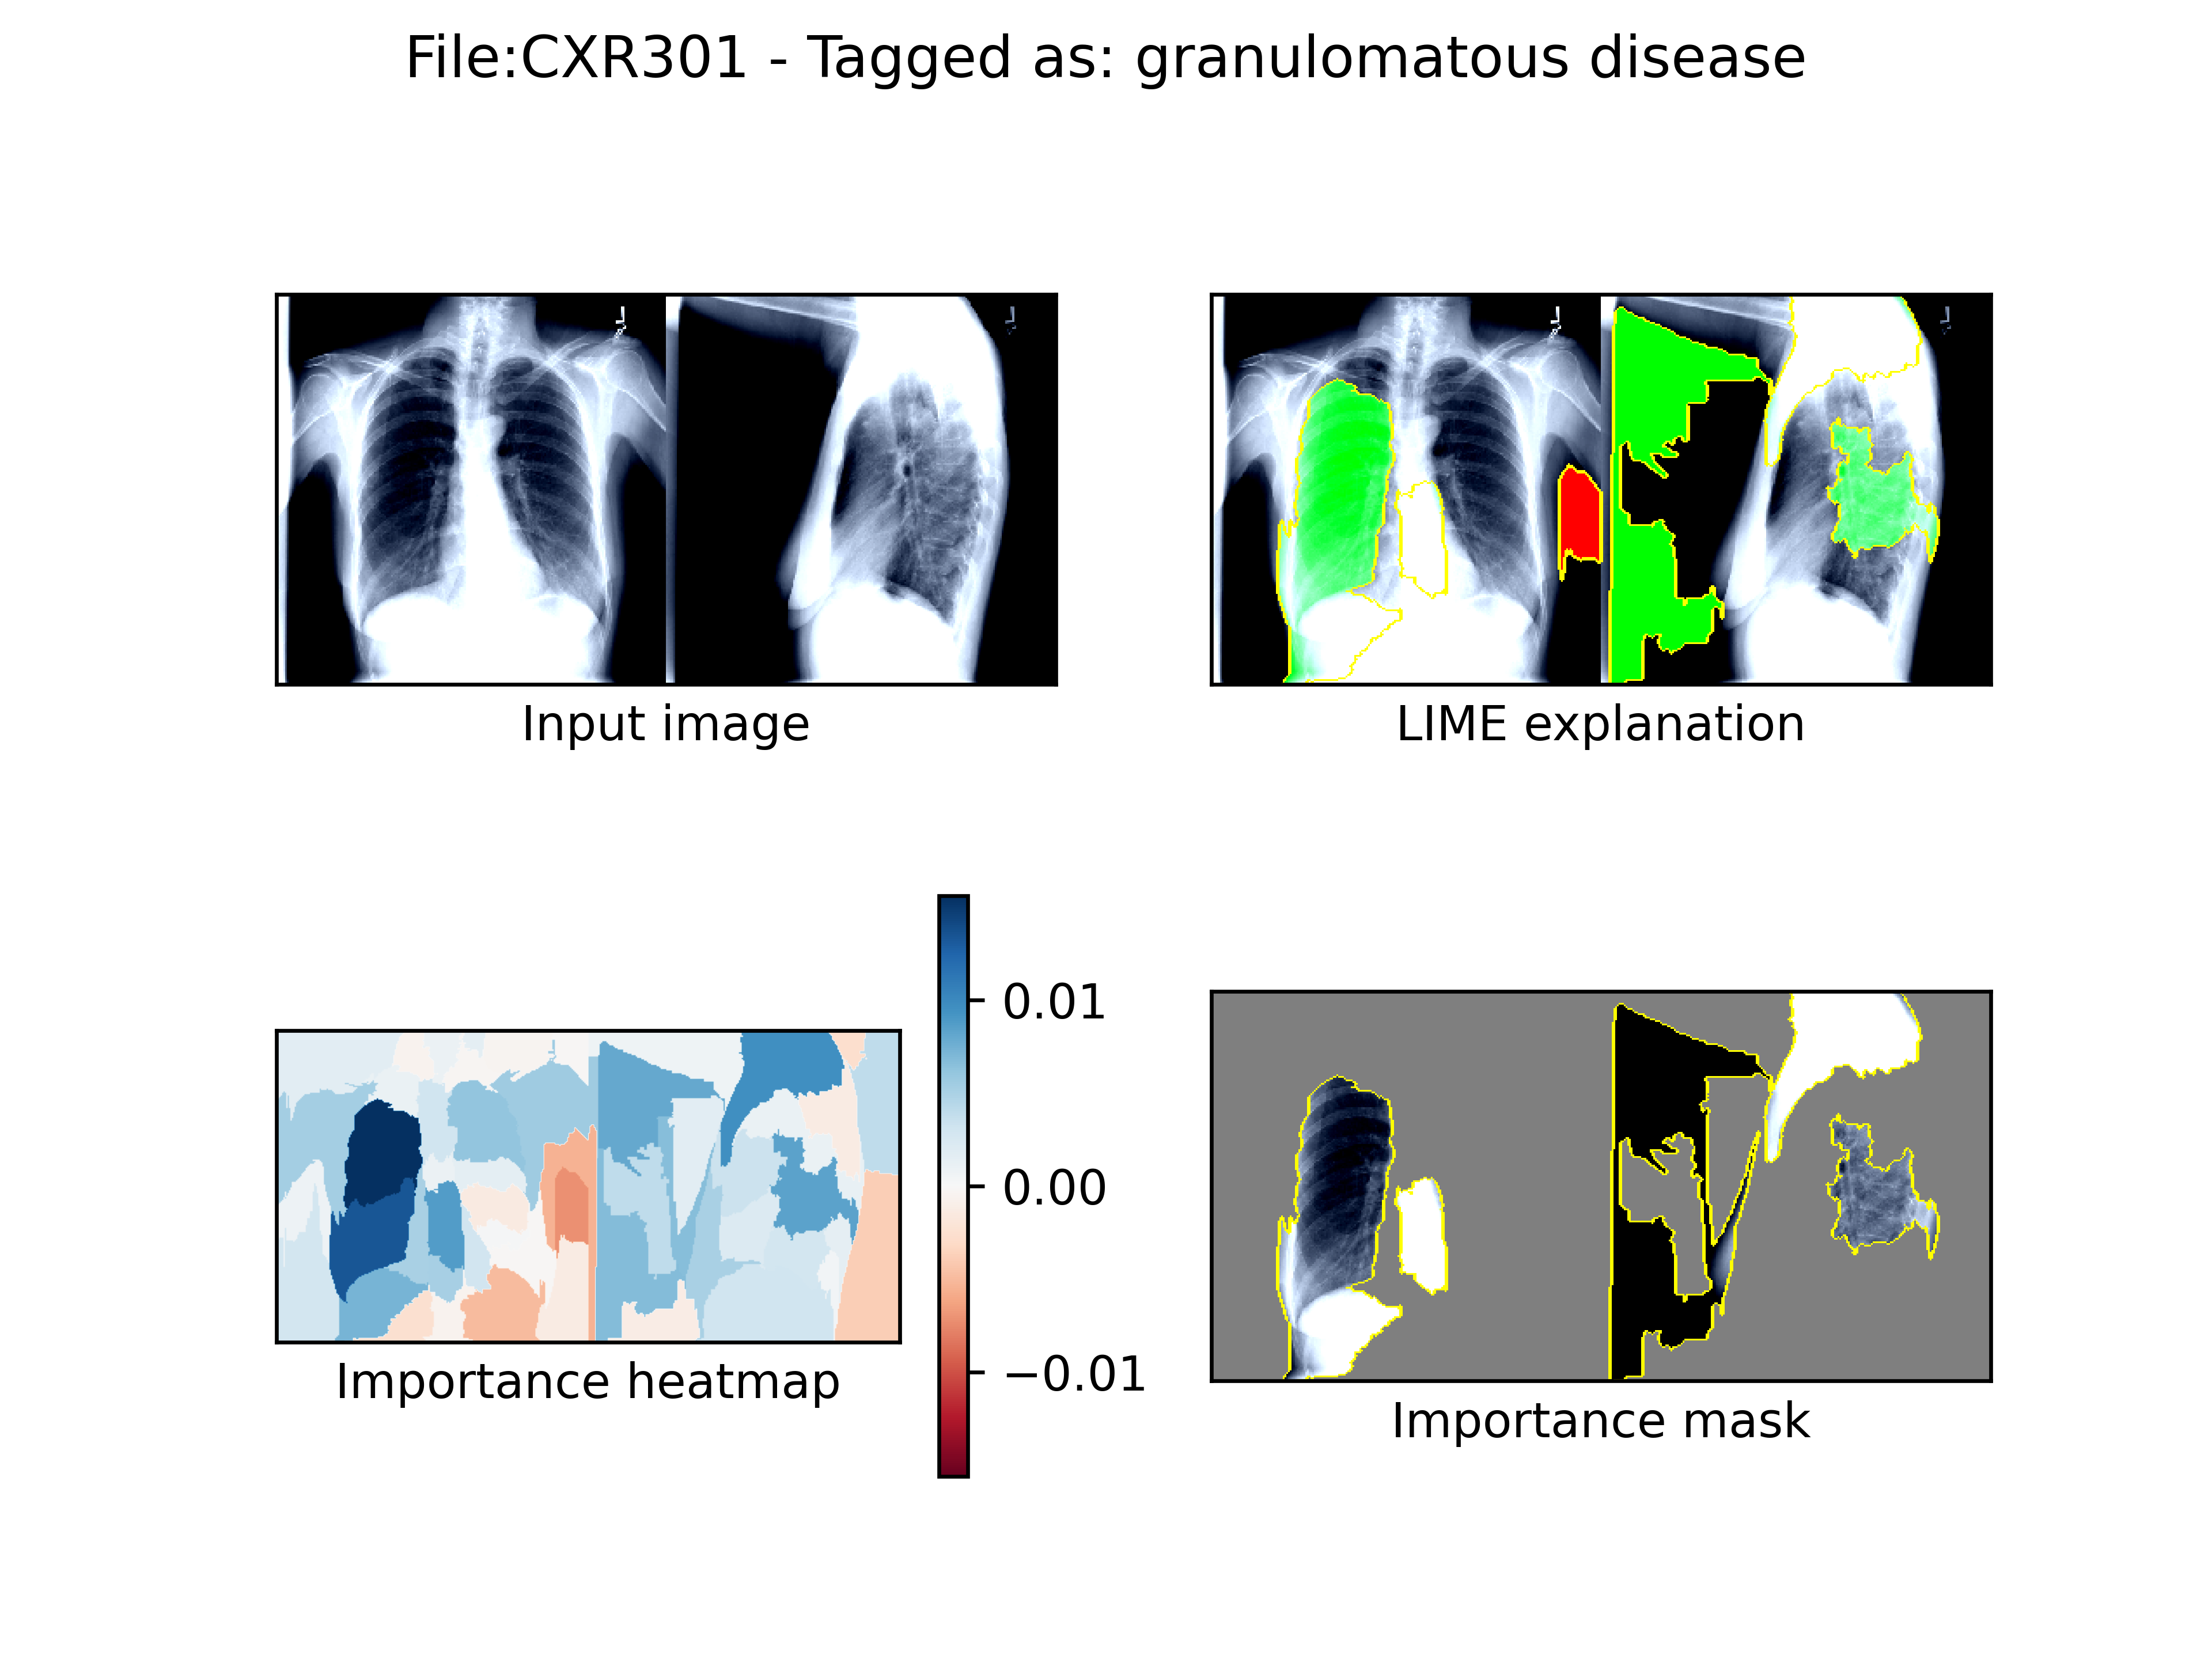 File:CXR301 - Tagged as: granulomatous disease
L
L
L
L
Input image
LIME explanation
0.01
0.00
−0.01
Importance heatmap
Importance mask